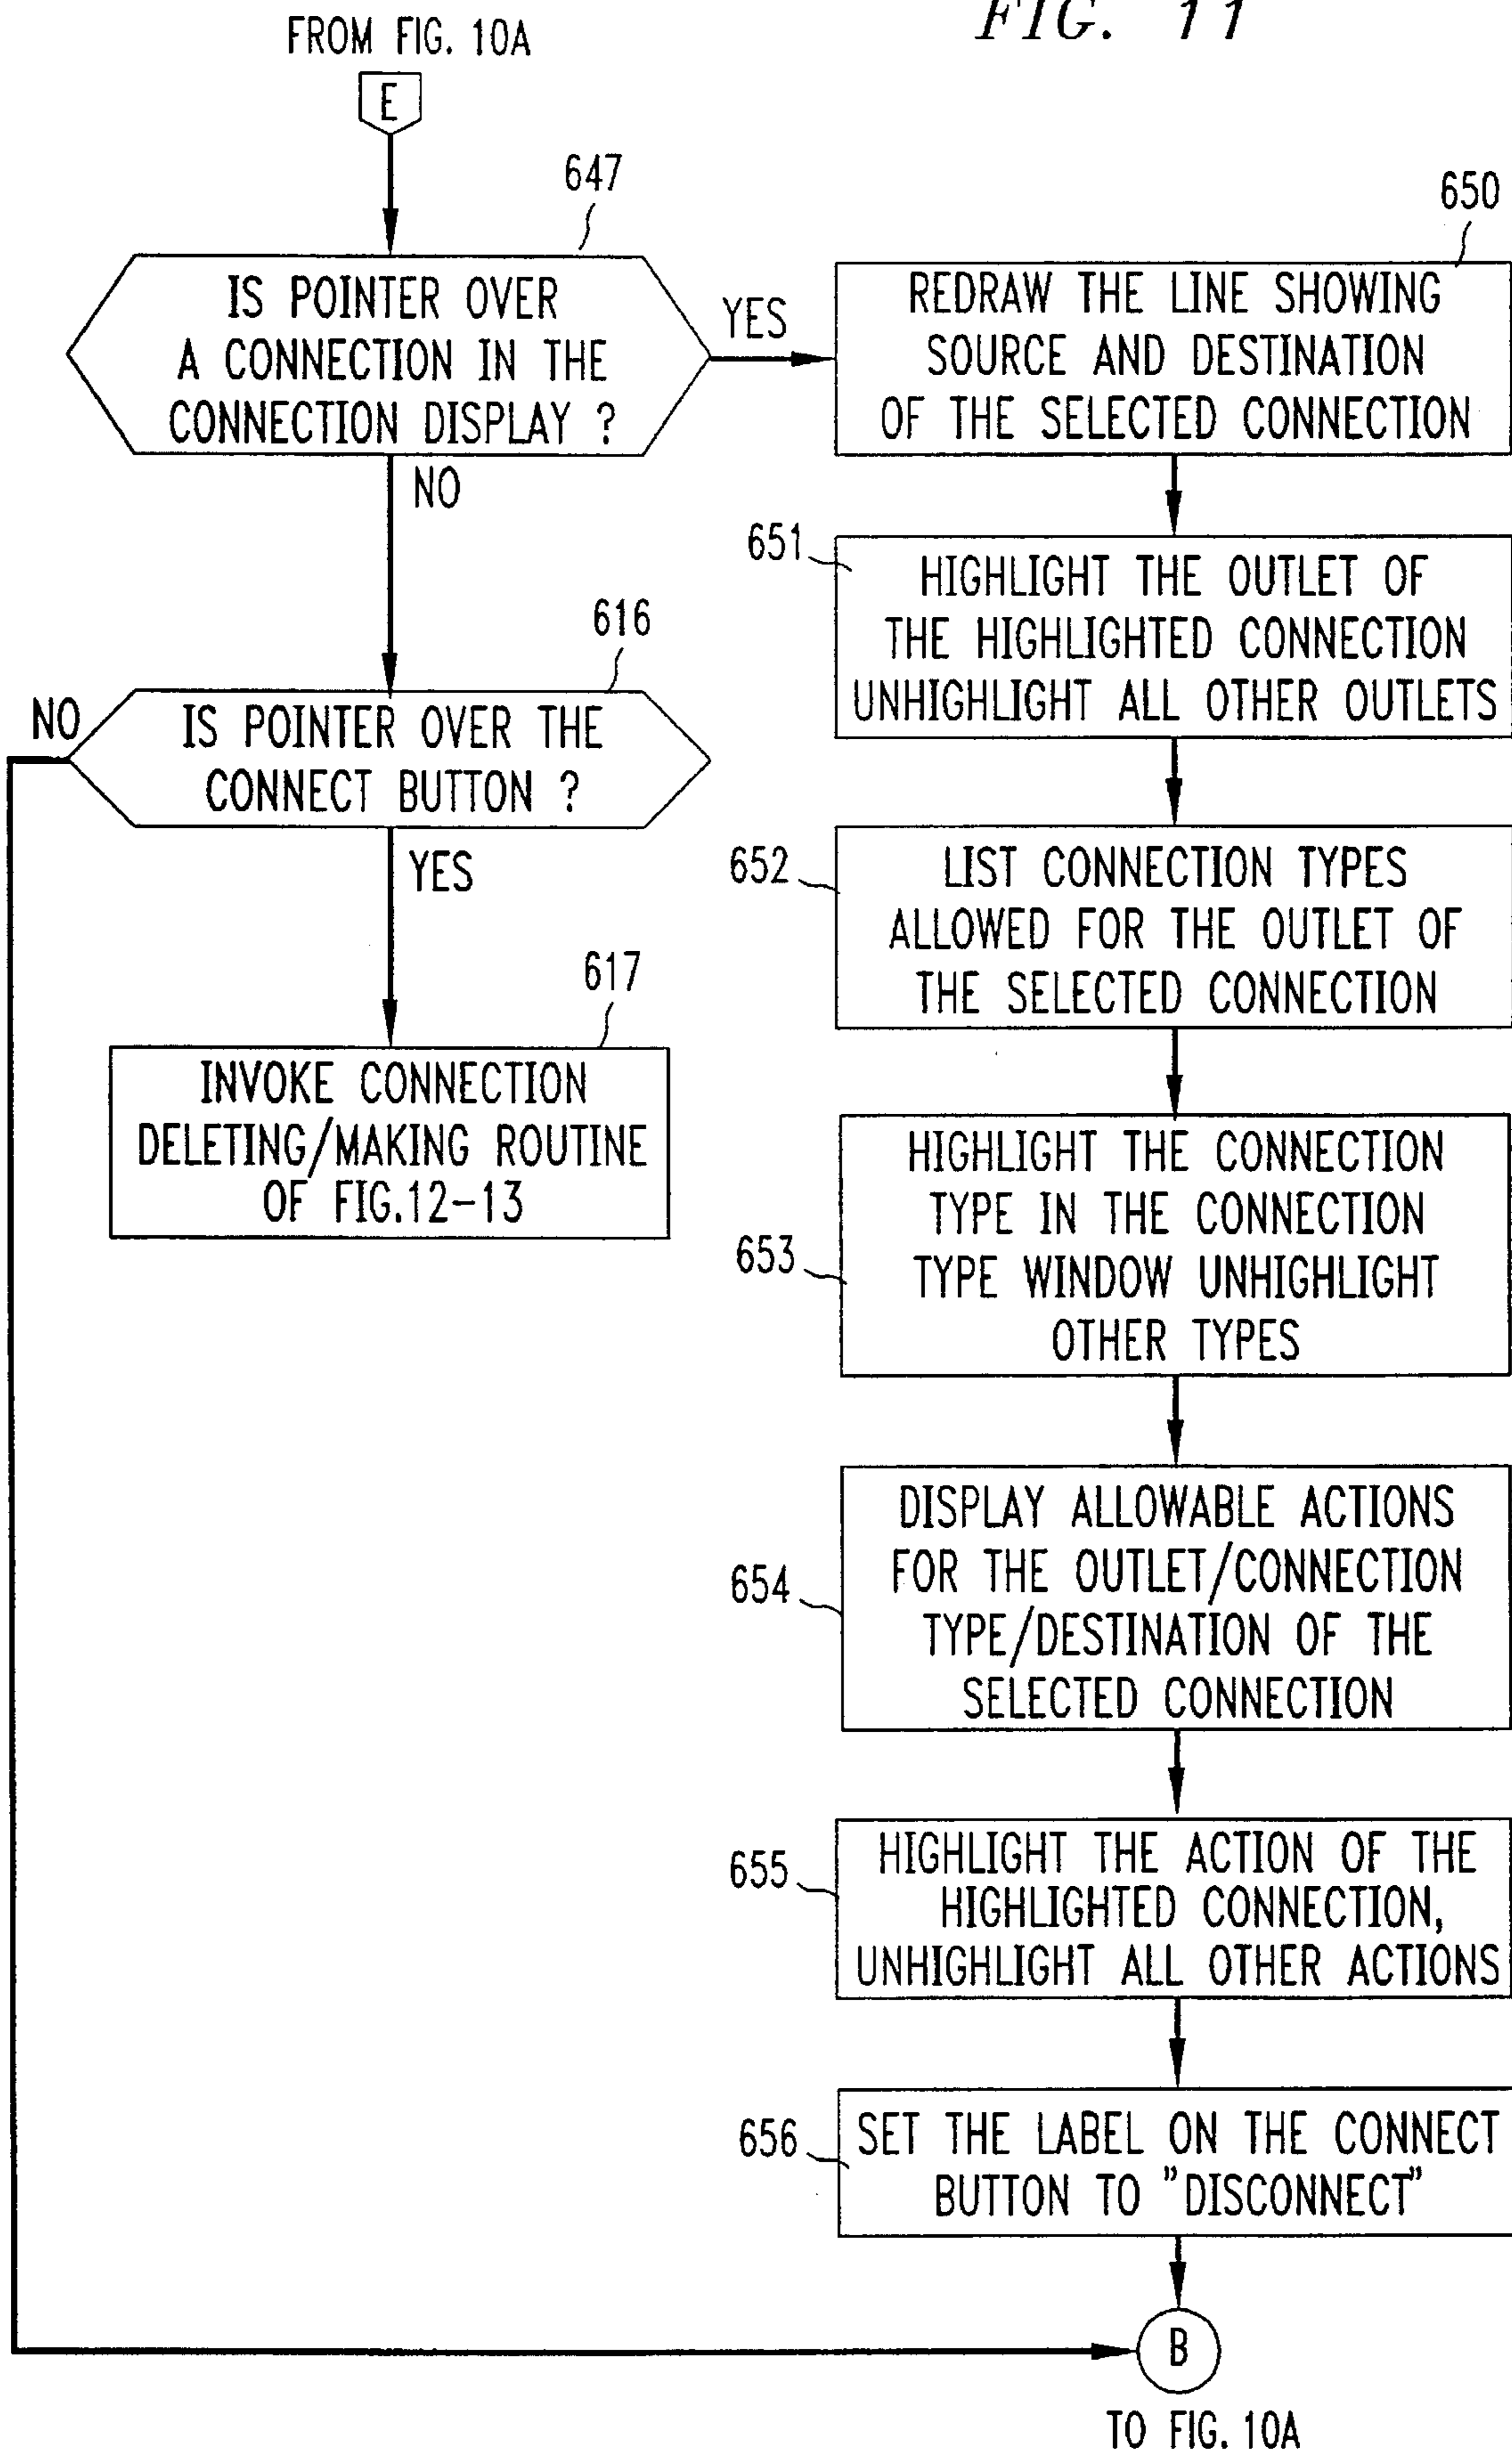 FIG. 11
FROM FIG. 10A
E
647
IS POINTER OVER
A CONNECTION IN THE
CONNECTION DISPLAY ?
YES
NO
650
REDRAW THE LINE SHOWING
SOURCE AND DESTINATION
OF THE SELECTED CONNECTION
651
HIGHLIGHT THE OUTLET OF
THE HIGHLIGHTED CONNECTION
UNHIGHLIGHT ALL OTHER OUTLETS
616
NO
IS POINTER OVER THE
CONNECT BUTTON ?
YES
652
LIST CONNECTION TYPES
ALLOWED FOR THE OUTLET OF
THE SELECTED CONNECTION
617
INVOKE CONNECTION
DELETING/MAKING ROUTINE
OF FIG.12-13
653
HIGHLIGHT THE CONNECTION
TYPE IN THE CONNECTION
TYPE WINDOW UNHIGHLIGHT
OTHER TYPES
654
DISPLAY ALLOWABLE ACTIONS
FOR THE OUTLET/CONNECTION
TYPE/DESTINATION OF THE
SELECTED CONNECTION
655
HIGHLIGHT THE ACTION OF THE
HIGHLIGHTED CONNECTION,
UNHIGHLIGHT ALL OTHER ACTIONS
656
SET THE LABEL ON THE CONNECT
BUTTON TO "DISCONNECT"
B
TO FIG. 10A